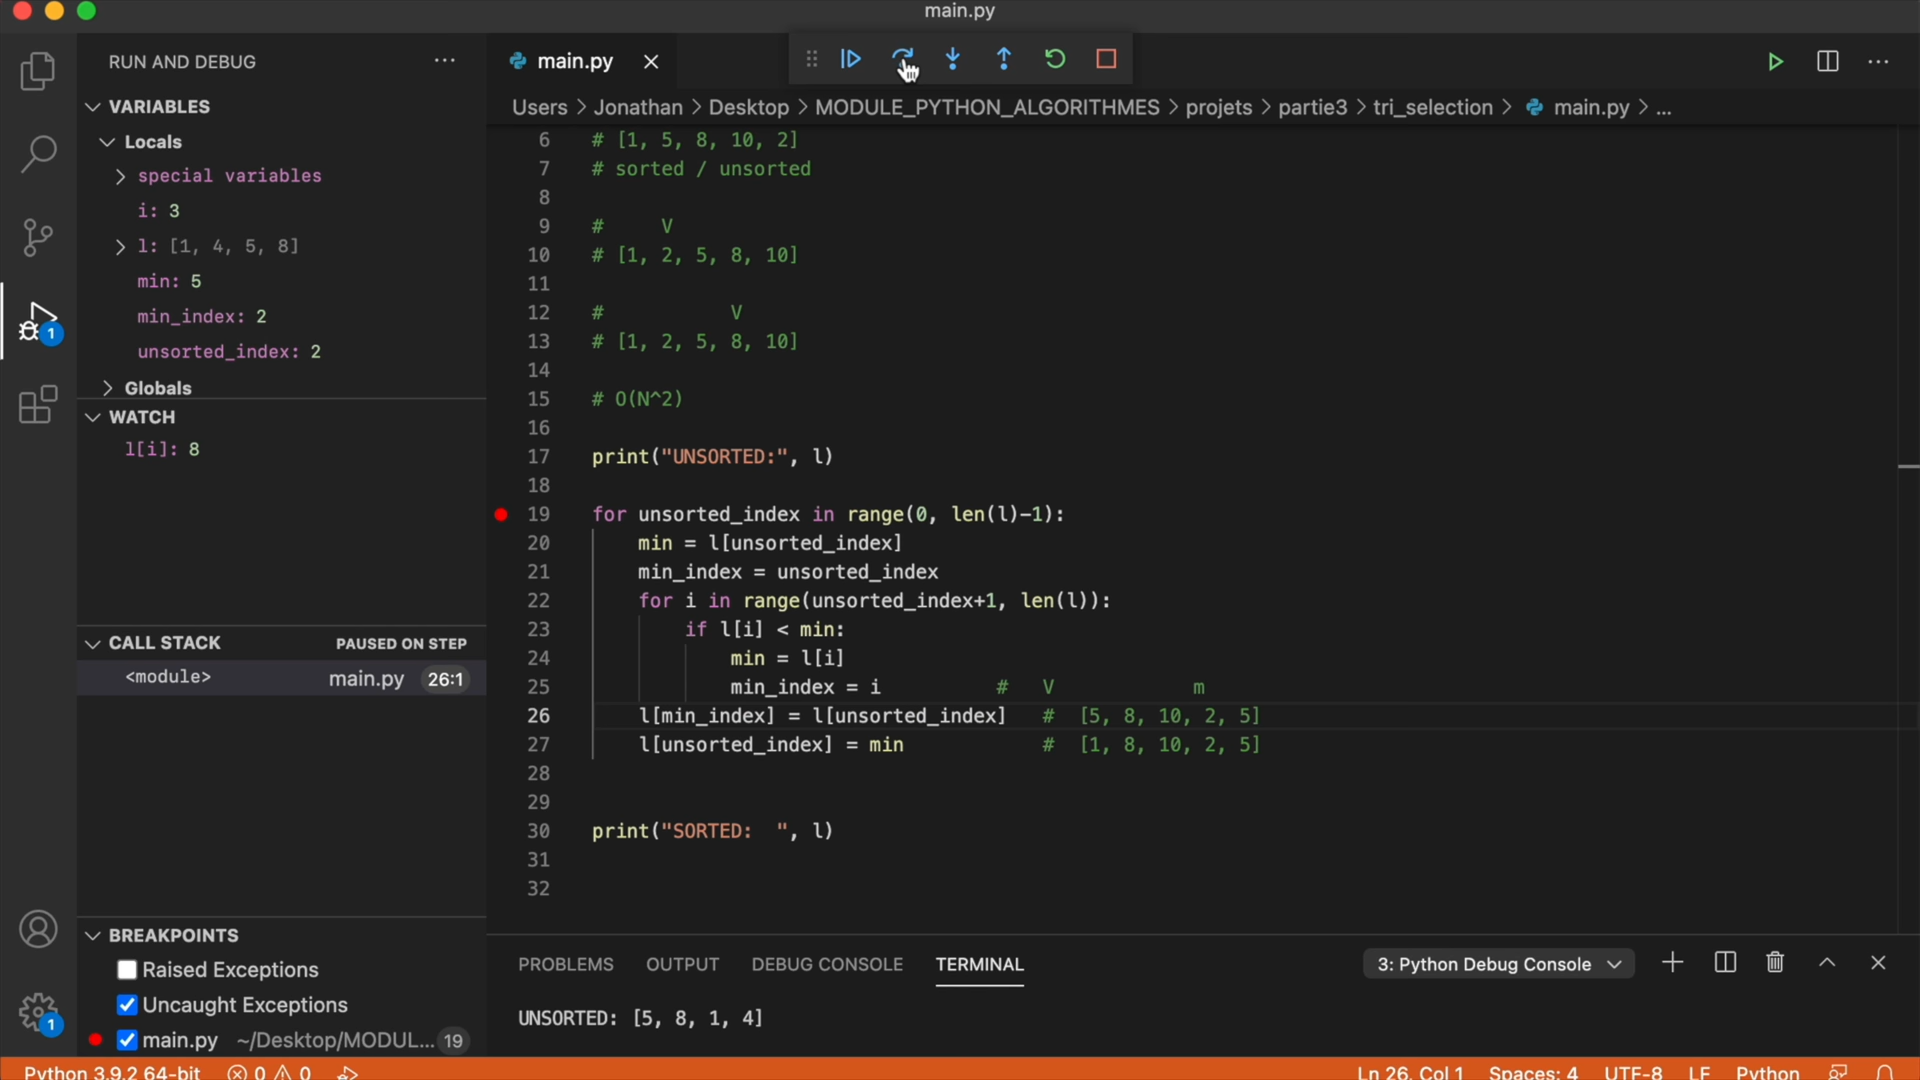 main.py
RUN AND DEBUG ...
main.py
Users > Jonathan > Desktop > MODULE_PYTHON_ALGORITHMES > projets > partie3 > tri_selection > main.py > ...
VARIABLES
Locals
special variables
i: 3
l: [1, 4, 5, 8]
min: 5
min_index: 2
unsorted_index: 2
Globals
WATCH
l[i]: 8
CALL STACK PAUSED ON STEP
<module> main.py 26:1
BREAKPOINTS
Raised Exceptions
Uncaught Exceptions
main.py ~/Desktop/MODUL... 19
1
1
6 # [1, 5, 8, 10, 2]
7 # sorted / unsorted
8
9 #     V
10 # [1, 2, 5, 8, 10]
11
12 #           V
13 # [1, 2, 5, 8, 10]
14
15 # O(N^2)
16
17 print("UNSORTED:", l)
18
19 for unsorted_index in range(0, len(l)-1):
20     min = l[unsorted_index]
21     min_index = unsorted_index
22     for i in range(unsorted_index+1, len(l)):
23         if l[i] < min:
24             min = l[i]
25             min_index = i          #   V            m
26     l[min_index] = l[unsorted_index]   #  [5, 8, 10, 2, 5]
27     l[unsorted_index] = min            #  [1, 8, 10, 2, 5]
28
29
30 print("SORTED:  ", l)
31
32
PROBLEMS OUTPUT DEBUG CONSOLE TERMINAL 3: Python Debug Console
UNSORTED: [5, 8, 1, 4]
Python 3.9.2 64-bit 0 0 Ln 26, Col 1 Spaces: 4 UTF-8 LF Python